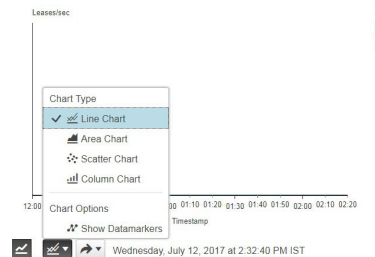 Leases/sec
Chart Type
Line Chart
Area Chart
Scatter Chart
Column Chart
12:00 00 01:10 01:20 01:30 01:40 01:50 02:00 02:10 02:20
Chart Options
Timestamp
Show Datamarkers
Wednesday, July 12, 2017 at 2:32:40 PM IST